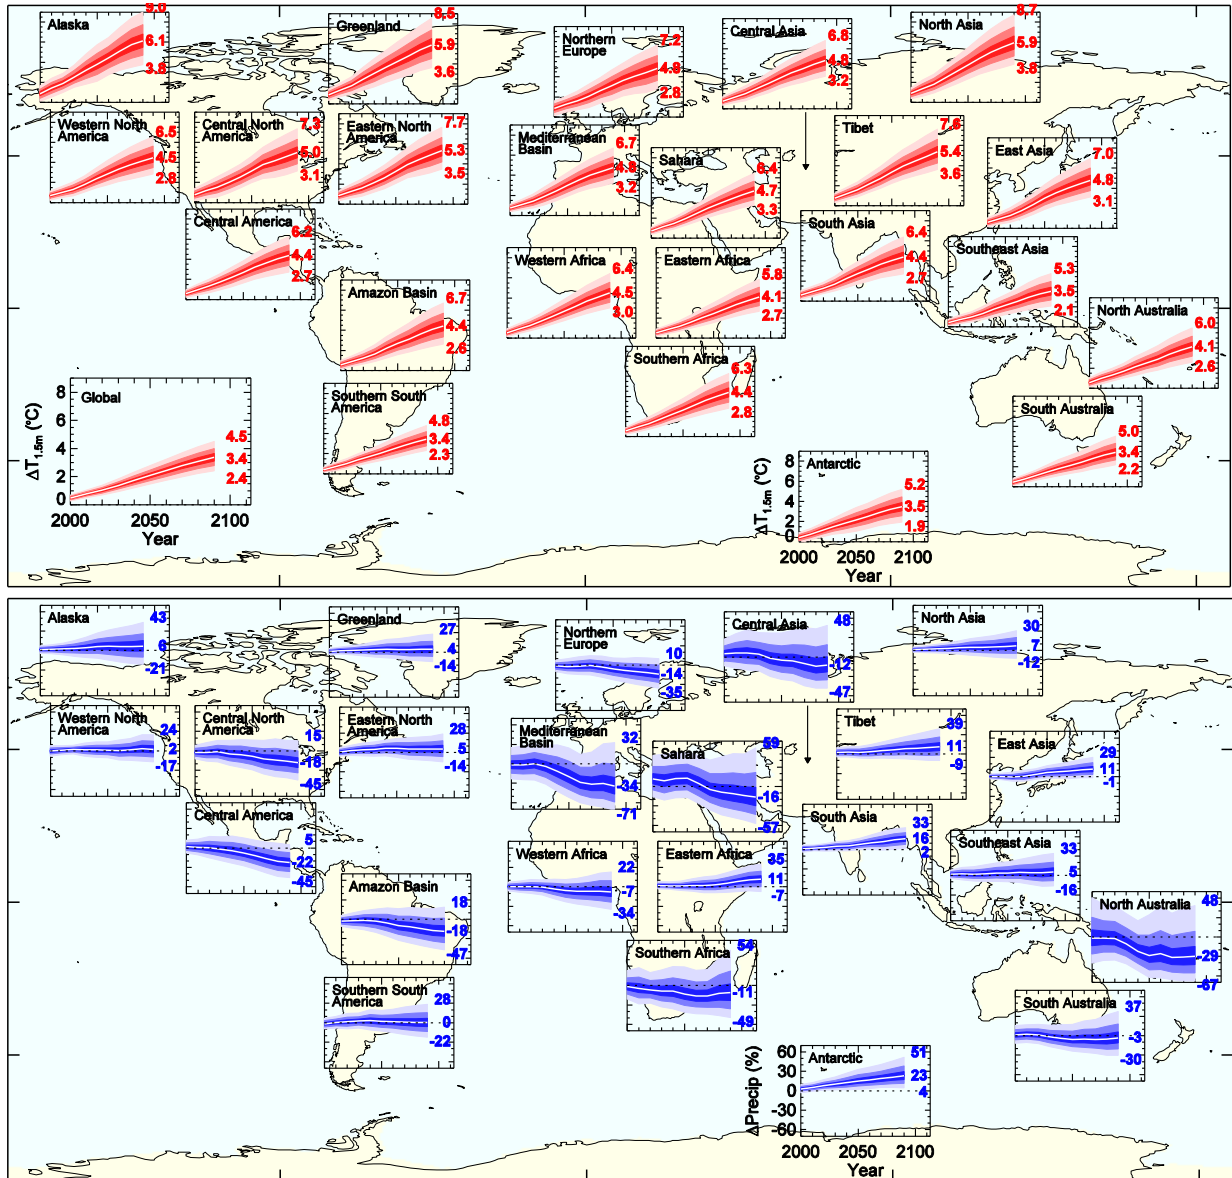 Alaska
9.0
6.1
3.8
Greenland
8.5
5.9
3.6
Northern
Europe
7.2
4.8
2.8
Central Asia
6.8
4.8
3.2
North Asia
8.7
5.9
3.8
Western North
America
6.5
4.5
2.8
Central North
America
7.3
5.0
3.1
Eastern North
America
7.7
5.3
3.5
Mediterranean
Basin
6.7
4.8
3.2
Sahara
6.4
4.7
3.3
Tibet
7.6
5.4
3.6
East Asia
7.0
4.8
3.1
Central America
6.2
4.4
2.7
Western Africa
6.4
4.5
3.0
Eastern Africa
5.8
4.1
2.7
South Asia
6.4
4.4
2.7
Southeast Asia
5.3
3.5
2.1
Amazon Basin
6.7
4.4
2.6
North Australia
6.0
4.1
2.6
Southern Africa
6.3
4.4
2.8
Southern South
America
4.8
3.4
2.3
South Australia
5.0
3.4
2.2
Global
ΔT1.5m (°C)
8
6
4
2
0
4.5
3.4
2.4
2000 2050 2100
Year
Antarctic
ΔT1.5m (°C)
8
6
4
2
0
5.2
3.5
1.9
2000 2050 2100
Year
Alaska
43
6
-21
Greenland
27
4
-14
Northern
Europe
10
-14
-35
Central Asia
48
-12
-47
North Asia
30
7
-12
Western North
America
24
2
-17
Central North
America
15
-18
-45
Eastern North
America
28
5
-14
Mediterranean
Basin
32
-34
-71
Sahara
59
-16
-57
Tibet
39
11
-9
East Asia
29
11
-1
Central America
5
-22
-45
Western Africa
22
-7
-34
Eastern Africa
35
11
-7
South Asia
33
16
2
Southeast Asia
33
5
-16
Amazon Basin
18
-18
-47
North Australia
48
-29
-67
Southern Africa
54
-11
-49
Southern South
America
28
0
-22
South Australia
37
-3
-30
Antarctic
ΔPrecip (%)
60
30
0
-30
-60
51
23
4
2000 2050 2100
Year